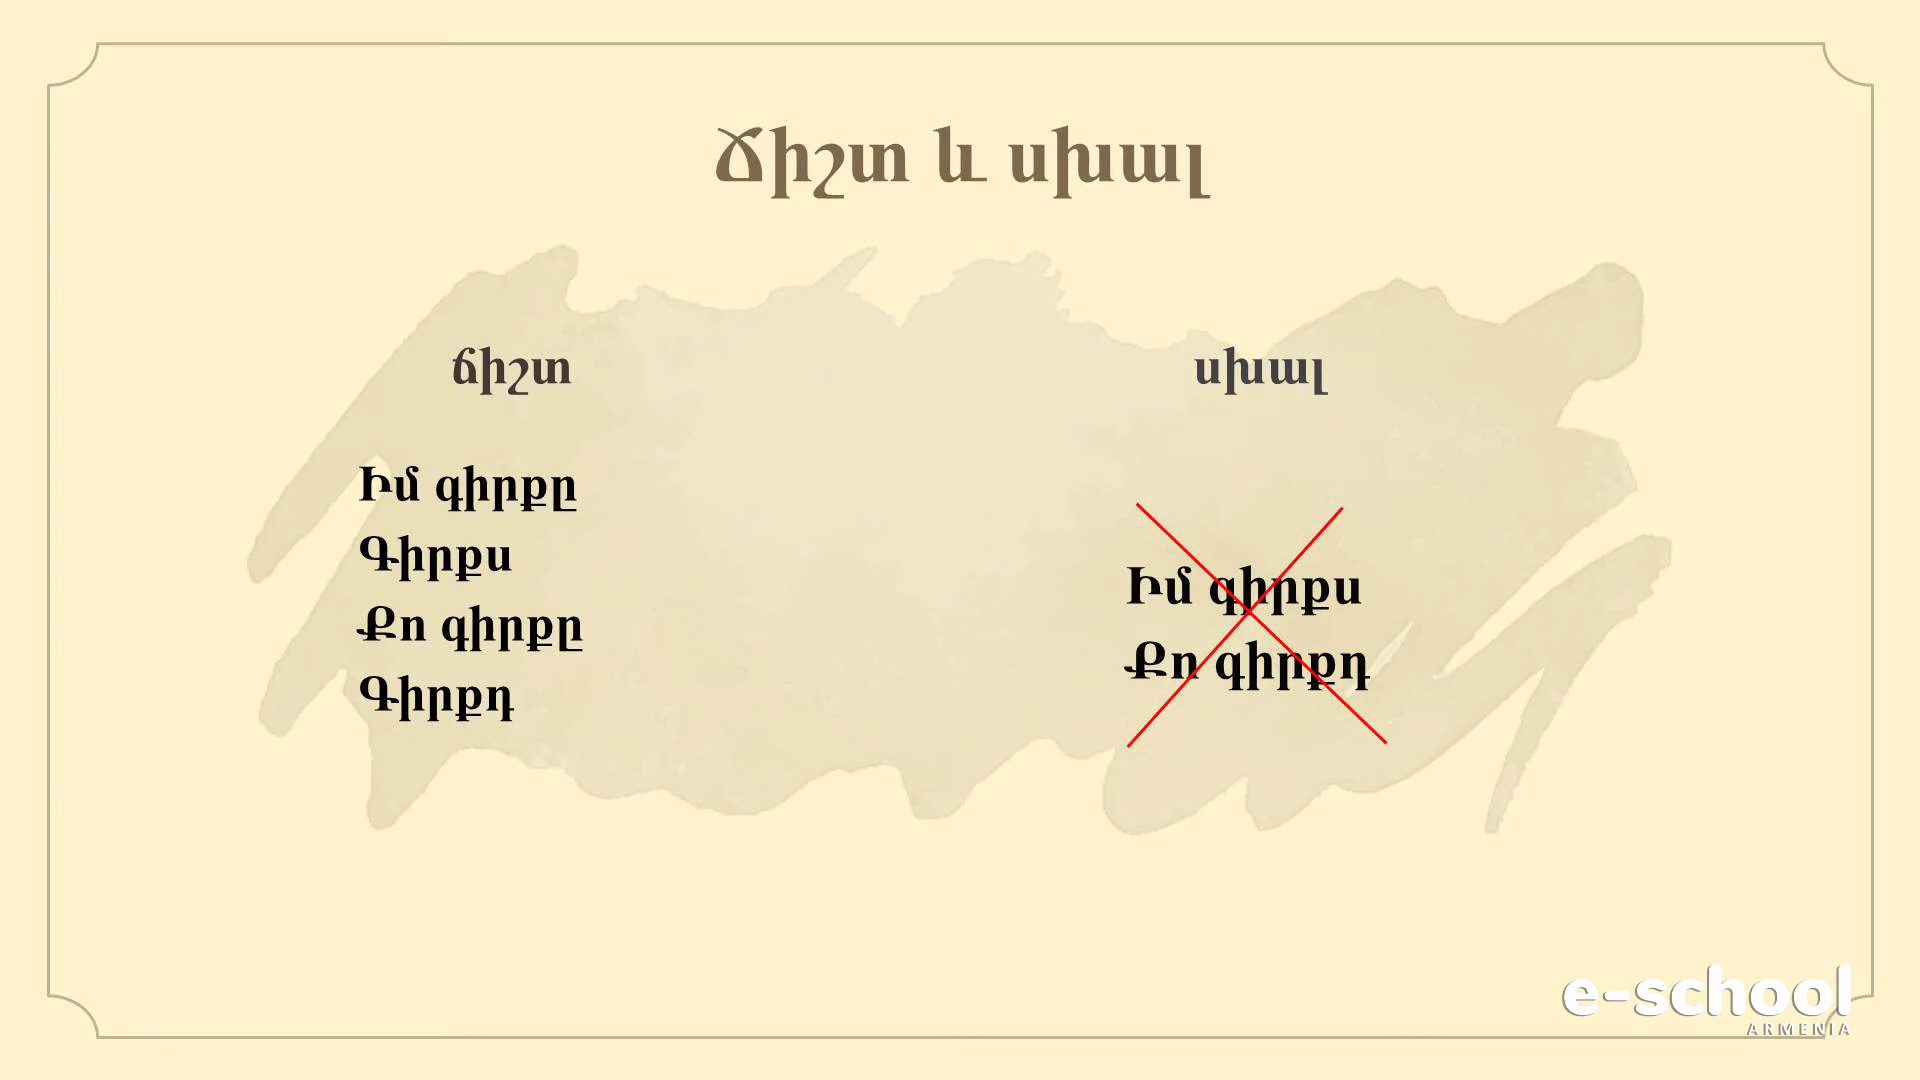 Ճիշտ և սխալ
ճիշտ
Իմ գիրքը
Գիրքս
Քո գիրքը
Գիրքդ
սխալ
Իմ գիրքս
Քո գիրքդ
e-school
ARMENIA